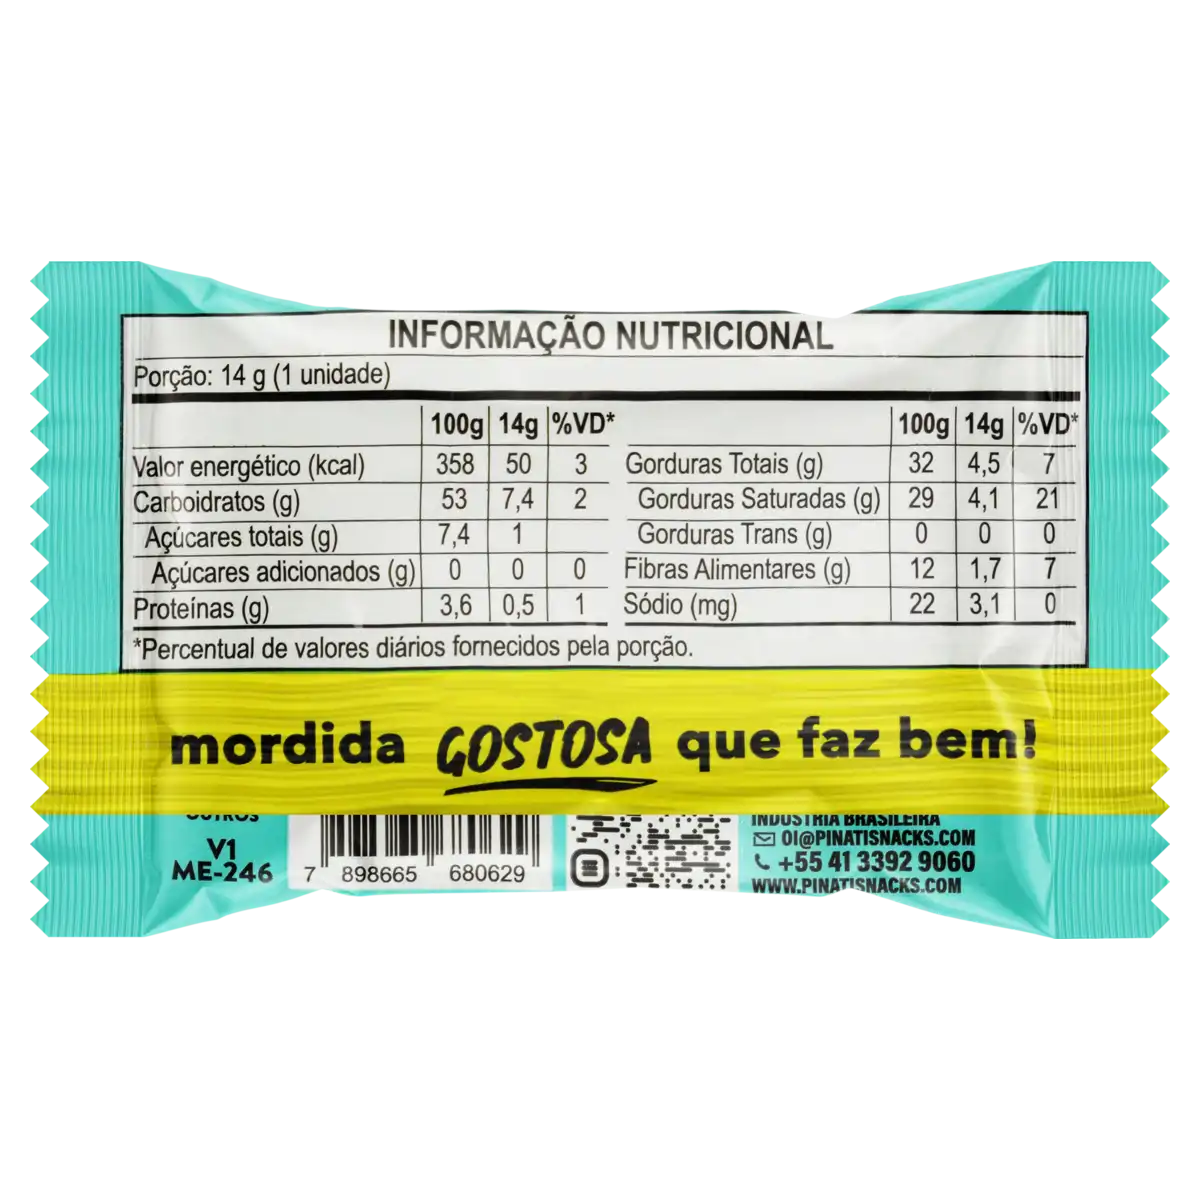 INFORMAÇÃO NUTRICIONAL
Porção: 14 g (1 unidade)
100g 14g %VD*
Valor energético (kcal) 358 50 3
Carboidratos (g) 53 7,4 2
Açúcares totais (g) 7,4 1
Açúcares adicionados (g) 0 0 0
Proteínas (g) 3,6 0,5 1
100g 14g %VD*
Gorduras Totais (g) 32 4,5 7
Gorduras Saturadas (g) 29 4,1 21
Gorduras Trans (g) 0 0 0
Fibras Alimentares (g) 12 1,7 7
Sódio (mg) 22 3,1 0
*Percentual de valores diários fornecidos pela porção.
mordida GOSTOSA que faz bem!
OUTROS
V1
ME-246
7 898665 680629
INDÚSTRIA BRASILEIRA
OI@PINATISNACKS.COM
+55 41 3392 9060
WWW.PINATISNACKS.COM